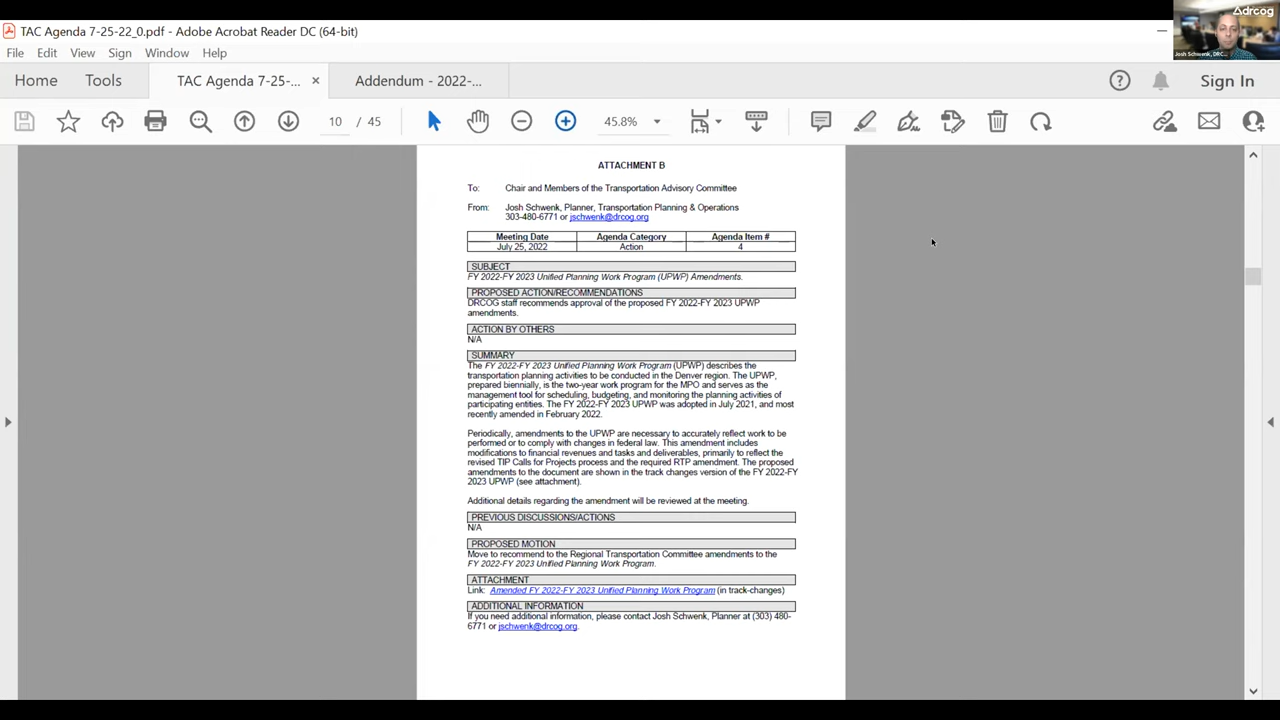 TAC Agenda 7-25-22_0.pdf - Adobe Acrobat Reader DC (64-bit)
drcog
Josh Schwenk, DRC...
File Edit View Sign Window Help
Home Tools TAC Agenda 7-25-... × Addendum - 2022-... Sign In
10 / 45 45.8%
ATTACHMENT B
To: Chair and Members of the Transportation Advisory Committee
From: Josh Schwenk, Planner, Transportation Planning & Operations
303-480-6771 or jschwenk@drcog.org
Meeting Date Agenda Category Agenda Item #
July 25, 2022 Action 4
SUBJECT
FY 2022-FY 2023 Unified Planning Work Program (UPWP) Amendments.
PROPOSED ACTION/RECOMMENDATIONS
DRCOG staff recommends approval of the proposed FY 2022-FY 2023 UPWP
amendments.
ACTION BY OTHERS
N/A
SUMMARY
The FY 2022-FY 2023 Unified Planning Work Program (UPWP) describes the
transportation planning activities to be conducted in the Denver region. The UPWP,
prepared biennially, is the two-year work program for the MPO and serves as the
management tool for scheduling, budgeting, and monitoring the planning activities of
participating entities. The FY 2022-FY 2023 UPWP was adopted in July 2021, and most
recently amended in February 2022.
Periodically, amendments to the UPWP are necessary to accurately reflect work to be
performed or to comply with changes in federal law. This amendment includes
modifications to financial revenues and tasks and deliverables, primarily to reflect the
revised TIP Calls for Projects process and the required RTP amendment. The proposed
amendments to the document are shown in the track changes version of the FY 2022-FY
2023 UPWP (see attachment).
Additional details regarding the amendment will be reviewed at the meeting.
PREVIOUS DISCUSSIONS/ACTIONS
N/A
PROPOSED MOTION
Move to recommend to the Regional Transportation Committee amendments to the
FY 2022-FY 2023 Unified Planning Work Program.
ATTACHMENT
Link: Amended FY 2022-FY 2023 Unified Planning Work Program (in track-changes)
ADDITIONAL INFORMATION
If you need additional information, please contact Josh Schwenk, Planner at (303) 480-
6771 or jschwenk@drcog.org.